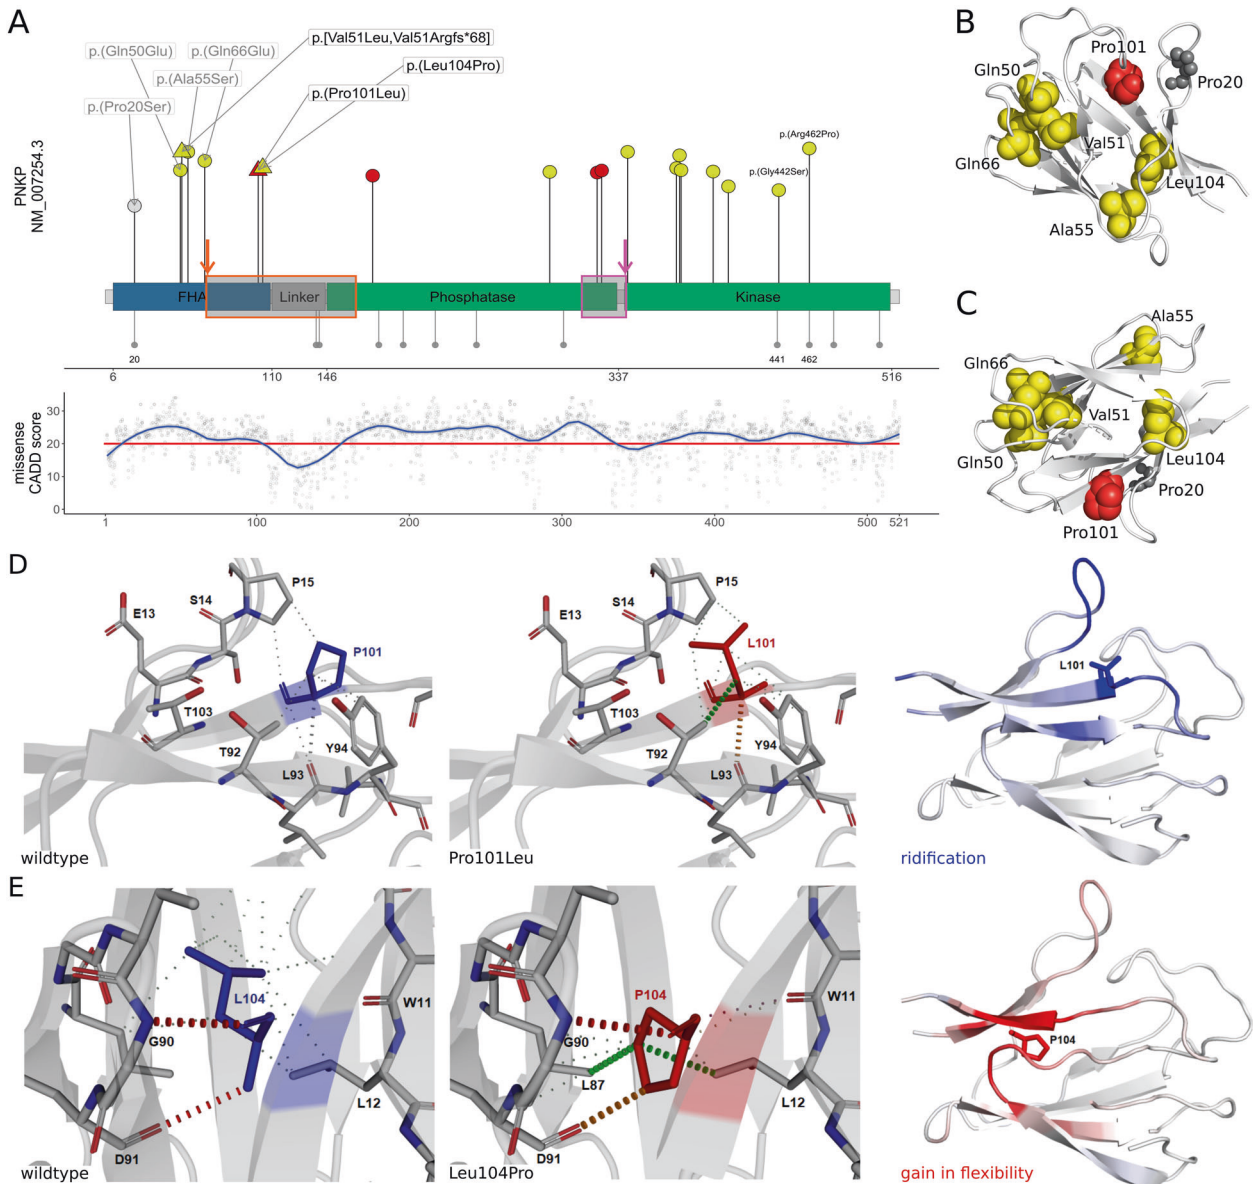 A
p.(Gln50Glu)
p.(Gln66Glu)
p.[Val51Leu,Val51Argfs*68]
p.(Ala55Ser)
p.(Leu104Pro)
p.(Pro20Ser)
p.(Pro101Leu)
PNKP
NM_007254.3
p.(Arg462Pro)
p.(Gly442Ser)
FHA
Linker
Phosphatase
Kinase
20
441
462
6
110
146
337
516
missense
CADD score
30
20
10
0
1
100
200
300
400
500
521
B
Pro101
Gln50
Pro20
Val51
Gln66
Leu104
Ala55
C
Ala55
Gln66
Val51
Gln50
Leu104
Pro20
Pro101
D
P15
S14
E13
P101
T103
T92
Y94
L93
wildtype
P15
S14
E13
L101
T103
T92
Y94
L93
Pro101Leu
L101
ridification
E
L104
W11
G90
L12
D91
wildtype
P104
W11
G90
L87
L12
D91
Leu104Pro
P104
gain in flexibility